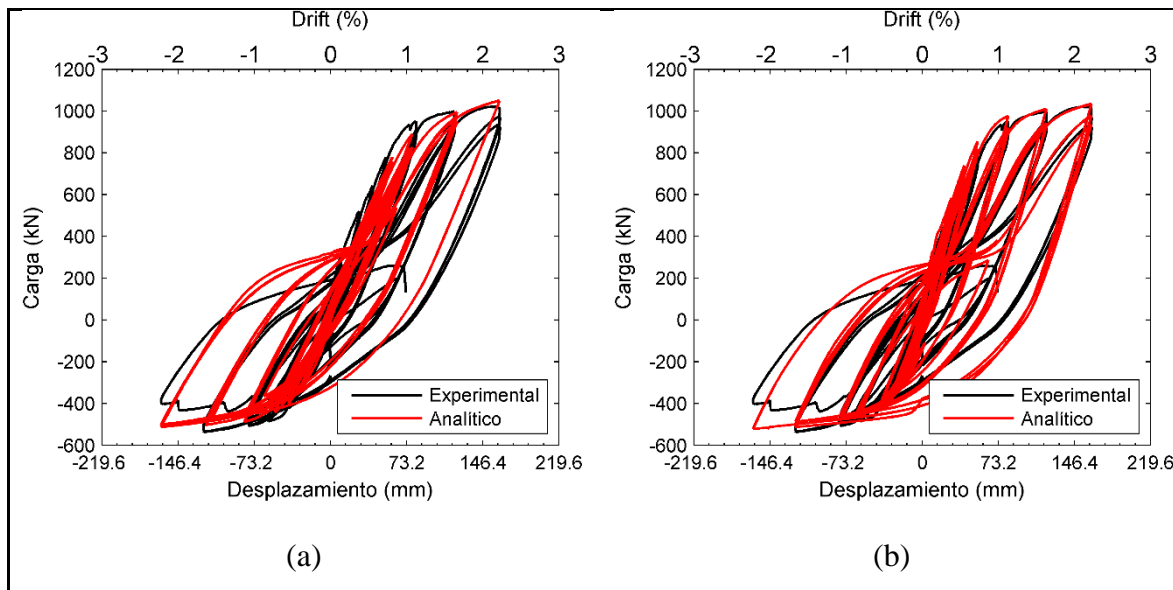 Drift (%)
-3 -2 -1 0 1 2 3
1200
1000
800
600
400
200
0
-200
-400
-600
Carga (kN)
Experimental
Analítico
-219.6 -146.4 -73.2 0 73.2 146.4 219.6
Desplazamiento (mm)
(a)
Drift (%)
-3 -2 -1 0 1 2 3
1200
1000
800
600
400
200
0
-200
-400
-600
Carga (kN)
Experimental
Analítico
-219.6 -146.4 -73.2 0 73.2 146.4 219.6
Desplazamiento (mm)
(b)